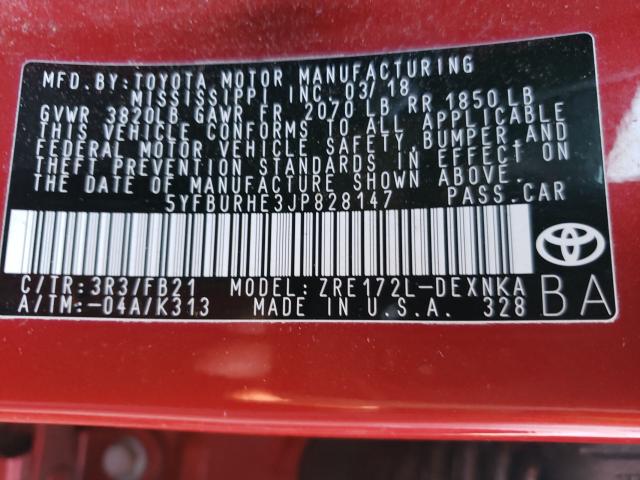 MFD.BY:TOYOTA MOTOR MANUFACTURING
MISSISSIPPI INC 03/18
GVWR 3820LB GAWR FR 2070 LB RR 1850 LB
THIS VEHICLE CONFORMS TO ALL APPLICABLE
FEDERAL MOTOR VEHICLE SAFETY,BUMPER,AND
THEFT PREVENTION STANDARDS IN EFFECT ON
THE DATE OF MANUFACTURE SHOWN ABOVE.
5YFBURHE3JP828147 PASS.CAR
C/TR:3R3/FB21 MODEL:ZRE172L-DEXNKA
A/TM:-04A/K313 MADE IN U.S.A. 328
BA